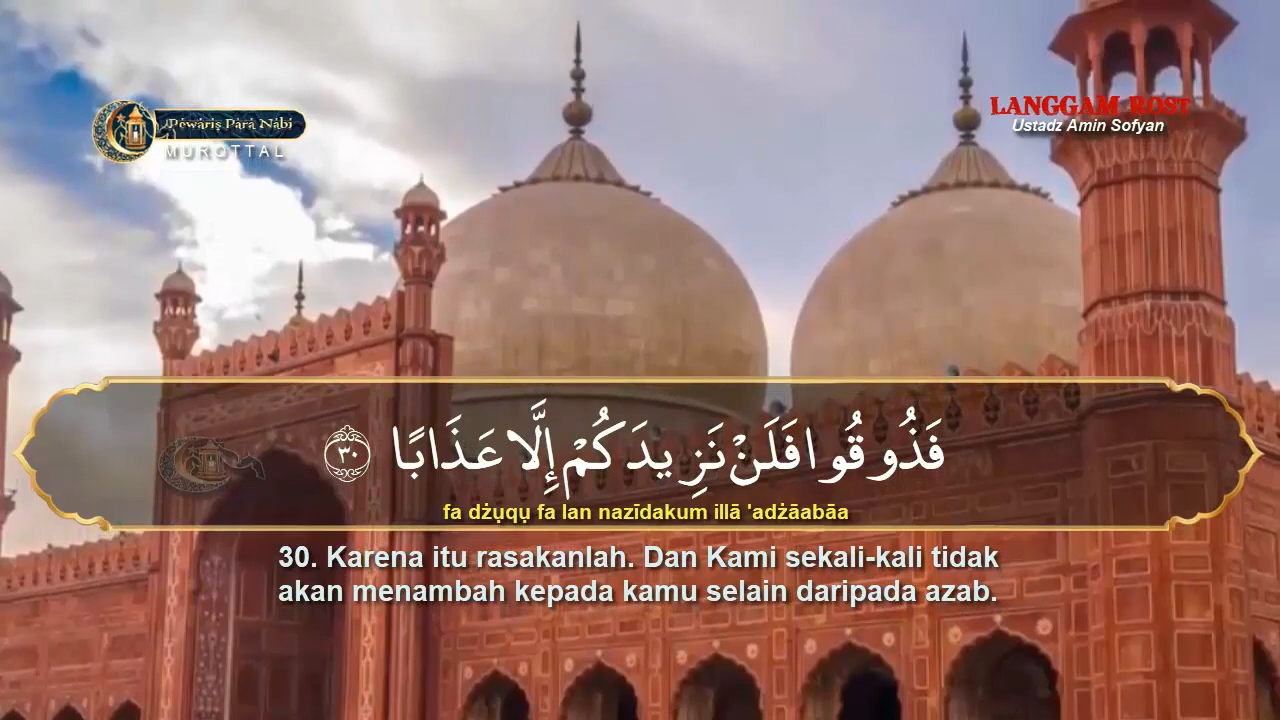 Pewaris Para Nabi
MUROTTAL
LANGGAM ROST
Ustadz Amin Sofyan
فَذُوقُوا فَلَنْ نَزِيدَكُمْ إِلَّا عَذَابًا ٣٠
fa dżụqụ fa lan nazīdakum illā 'adżāabāa
30. Karena itu rasakanlah. Dan Kami sekali-kali tidak
akan menambah kepada kamu selain daripada azab.